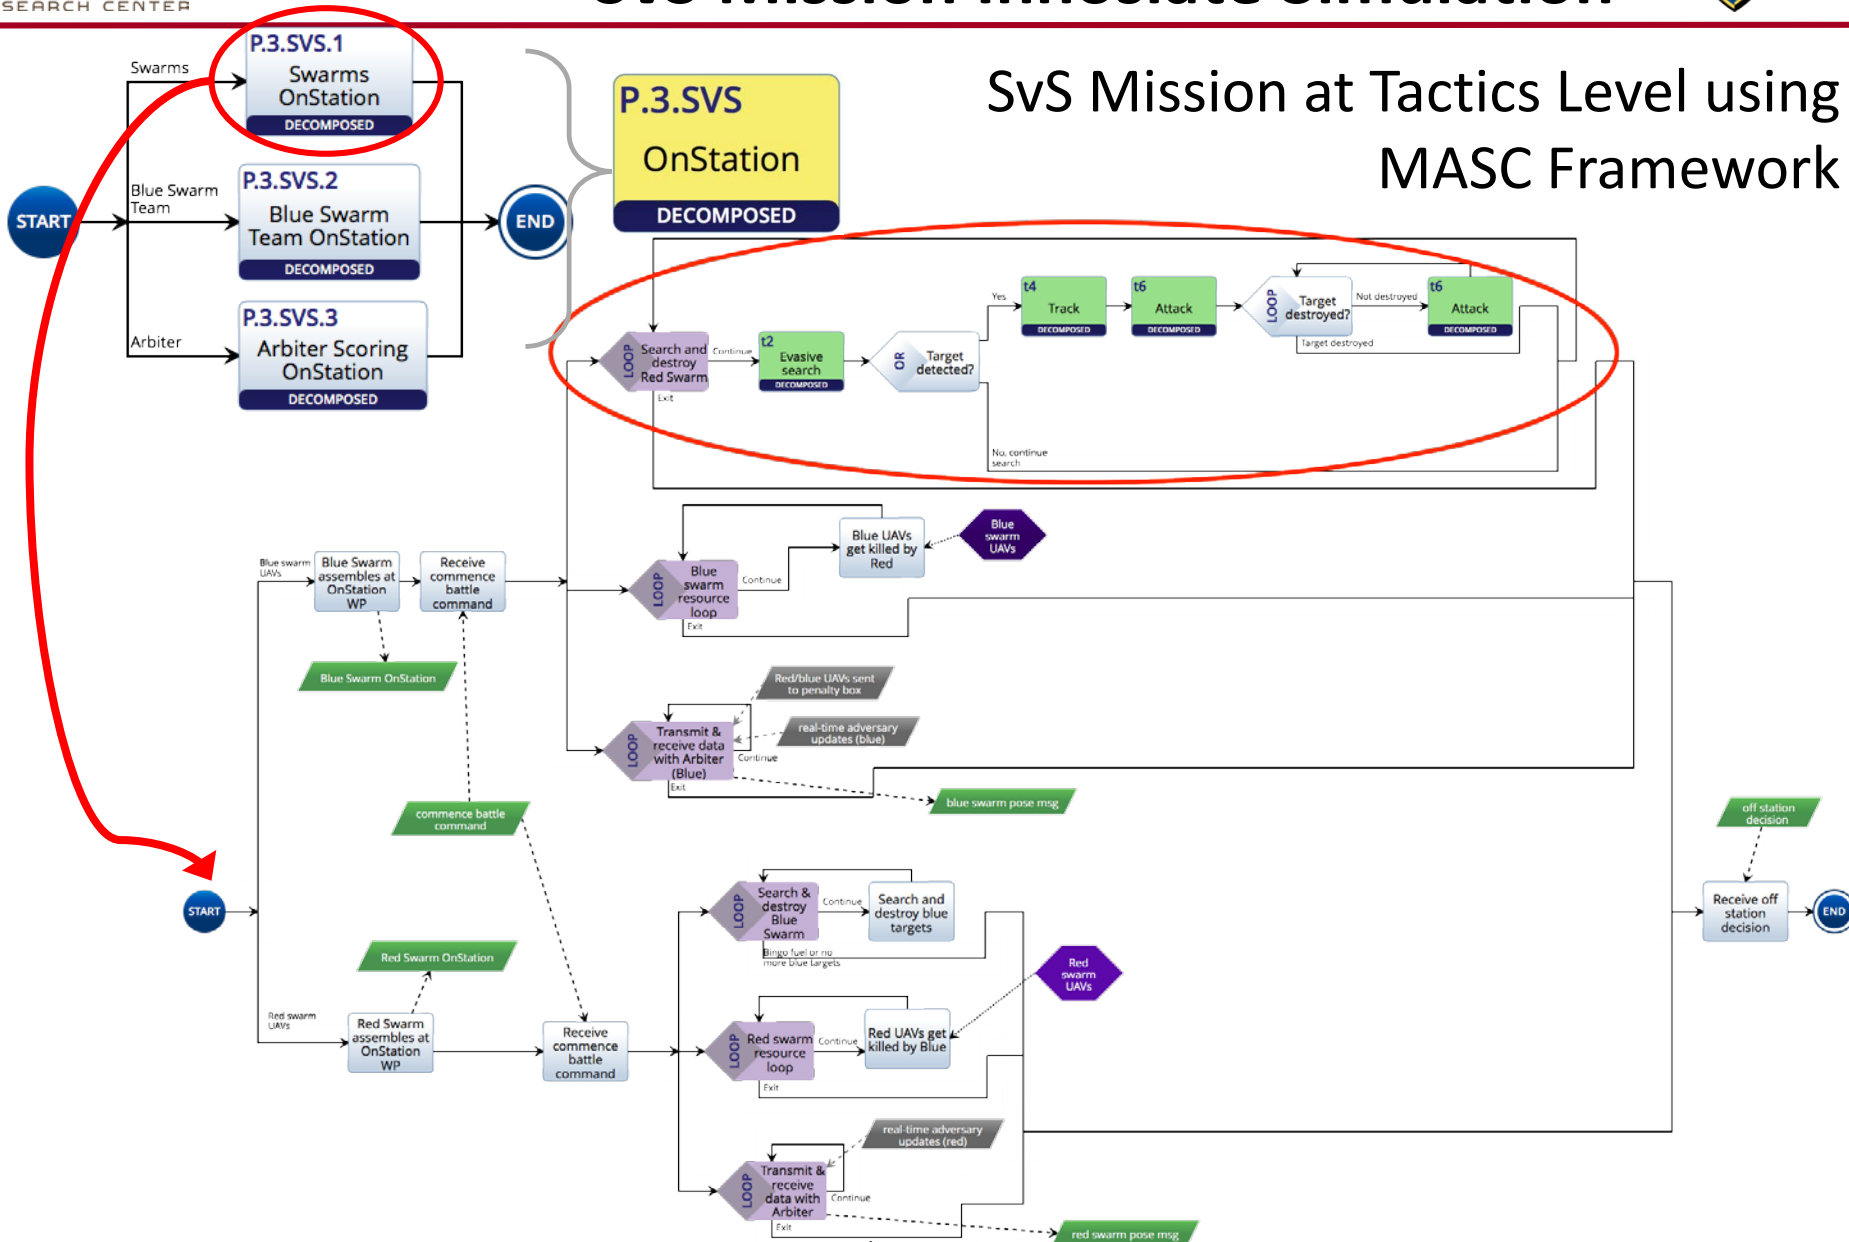 SEARCH CENTER
SvS Mission Innoslate Simulation
SvS Mission at Tactics Level using
MASC Framework
START
Swarms
P.3.SVS.1
Swarms
OnStation
DECOMPOSED
Blue Swarm
Team
P.3.SVS.2
Blue Swarm
Team OnStation
DECOMPOSED
Arbiter
P.3.SVS.3
Arbiter Scoring
OnStation
DECOMPOSED
END
P.3.SVS
OnStation
DECOMPOSED
LOOP
Search and
destroy
Red Swarm
Continue
Exit
t2
Evasive
search
DECOMPOSED
OR
Target
detected?
Yes
t4
Track
DECOMPOSED
t6
Attack
DECOMPOSED
LOOP
Target
destroyed?
Not destroyed
Target destroyed
t6
Attack
DECOMPOSED
No, continue
search
Blue swarm
UAVs
Blue Swarm
assembles at
OnStation
WP
Receive
commence
battle
command
Blue Swarm OnStation
LOOP
Blue
swarm
resource
loop
Continue
Exit
Blue UAVs
get killed by
Red
Blue
swarm
UAVs
Red/blue UAVs sent
to penalty box
real-time adversary
updates (blue)
LOOP
Transmit &
receive data
with Arbiter
(Blue)
Continue
Exit
blue swarm pose msg
commence battle
command
START
Red swarm
UAVs
Red Swarm OnStation
Red Swarm
assembles at
OnStation
WP
Receive
commence
battle
command
LOOP
Search &
destroy
Blue
Swarm
Continue
Bingo fuel or no
more blue targets
Search and
destroy blue
targets
Red
swarm
UAVs
LOOP
Red swarm
resource
loop
Continue
Exit
Red UAVs get
killed by Blue
real-time adversary
updates (red)
LOOP
Transmit &
receive
data with
Arbiter
Continue
Exit
red swarm pose msg
off station
decision
Receive off
station
decision
END